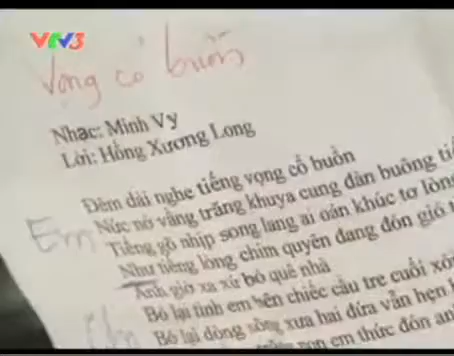 VTV3
Vọng cổ buồn
Nhạc: Minh Vy
Lời: Hồng Xương Long
Đêm dài nghe tiếng vọng cổ buồn
Nức nở vầng trăng khuya cung đàn buông
Tiếng gõ nhịp song lang ai oán khúc tơ lòng
Như tiếng lòng chim quyên đang đón gió
Em
Anh giờ xa xứ bỏ quê nhà
Bỏ lại tình em bên chiếc cầu tre cuối
Bỏ lại dòng sông xưa hai đứa vẫn hẹn
em thức đón